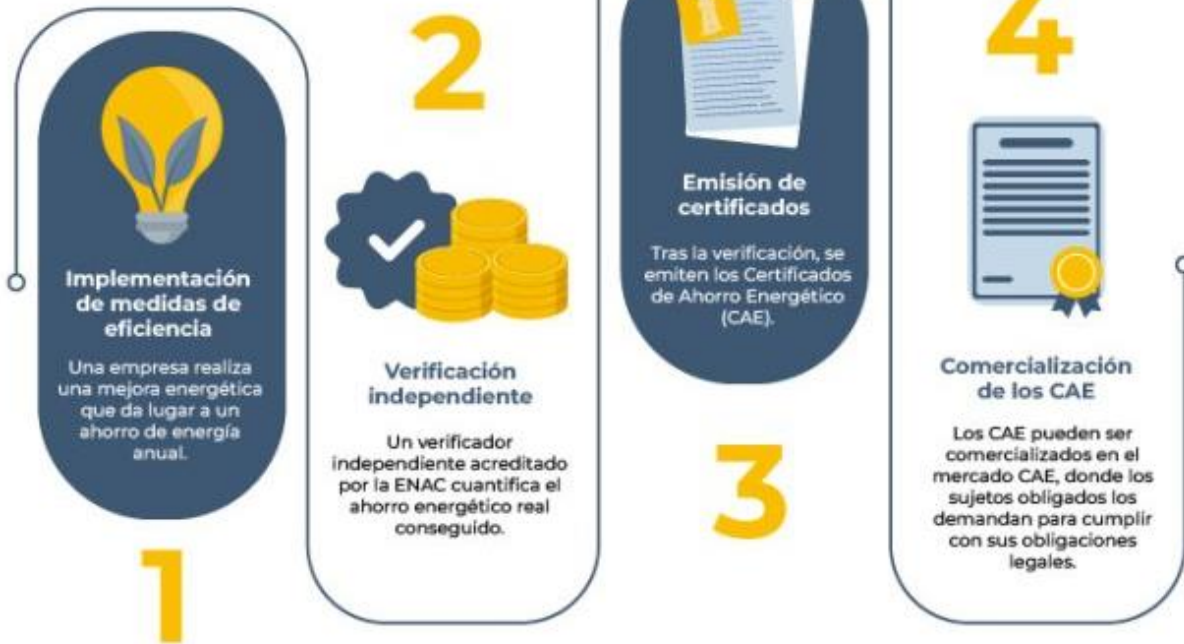 1
Implementación
de medidas de
eficiencia
Una empresa realiza
una mejora energética
que da lugar a un
ahorro de energía
anual.
2
Verificación
independiente
Un verificador
independiente acreditado
por la ENAC cuantifica el
ahorro energético real
conseguido.
3
Emisión de
certificados
Tras la verificación, se
emiten los Certificados
de Ahorro Energético
(CAE).
4
Comercialización
de los CAE
Los CAE pueden ser
comercializados en el
mercado CAE, donde los
sujetos obligados los
demandan para cumplir
con sus obligaciones
legales.